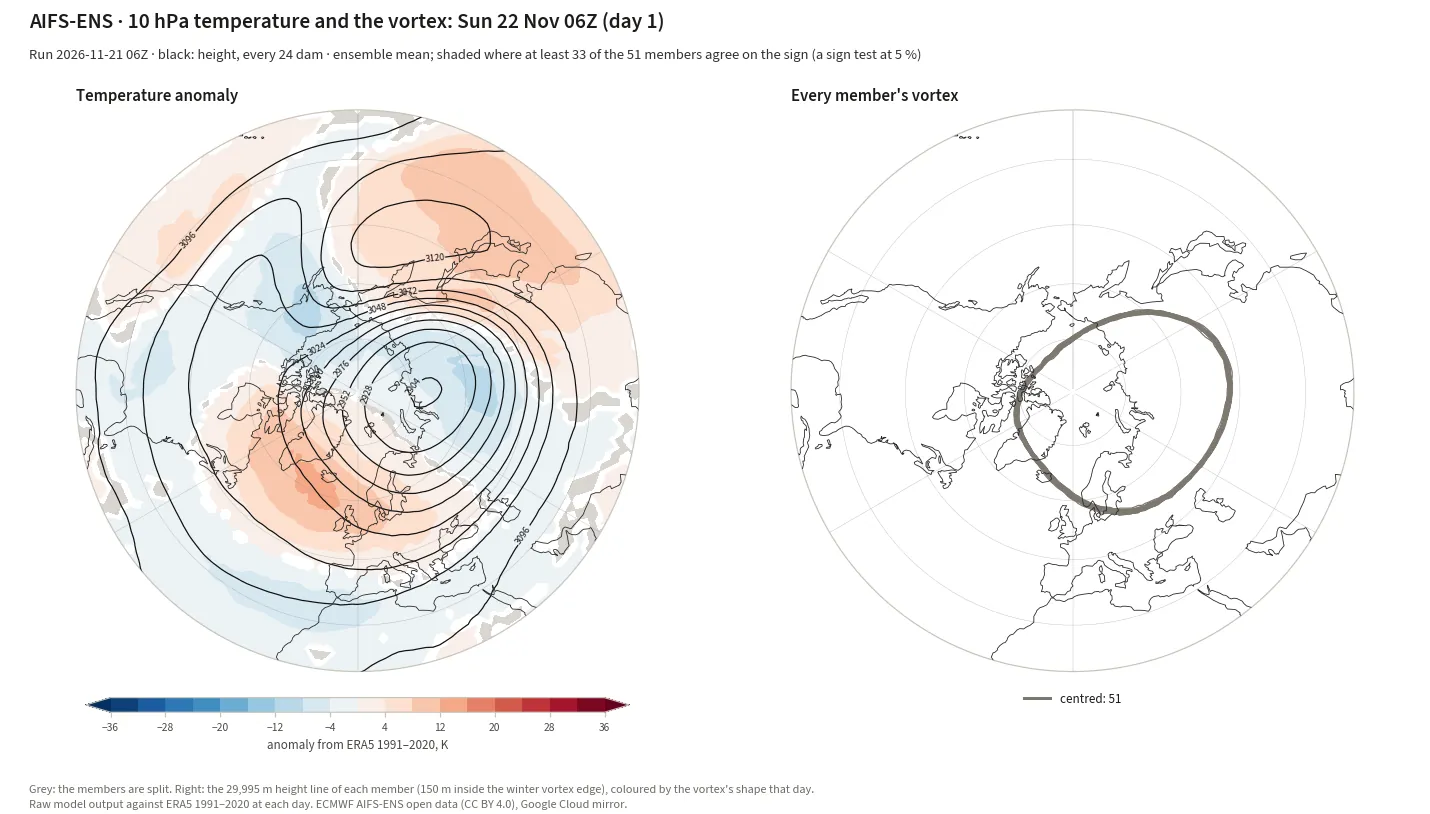 AIFS-ENS · 10 hPa temperature and the vortex: Sun 22 Nov 06Z (day 1)
Run 2026-11-21 06Z · black: height, every 24 dam · ensemble mean; shaded where at least 33 of the 51 members agree on the sign (a sign test at 5 %)
Temperature anomaly
Every member's vortex
3096
3120
3072
3048
3024
2976
2952
2928
2904
3096
centred: 51
−36 −28 −20 −12 −4 4 12 20 28 36
anomaly from ERA5 1991–2020, K
Grey: the members are split. Right: the 29,995 m height line of each member (150 m inside the winter vortex edge), coloured by the vortex's shape that day.
Raw model output against ERA5 1991–2020 at each day. ECMWF AIFS-ENS open data (CC BY 4.0), Google Cloud mirror.